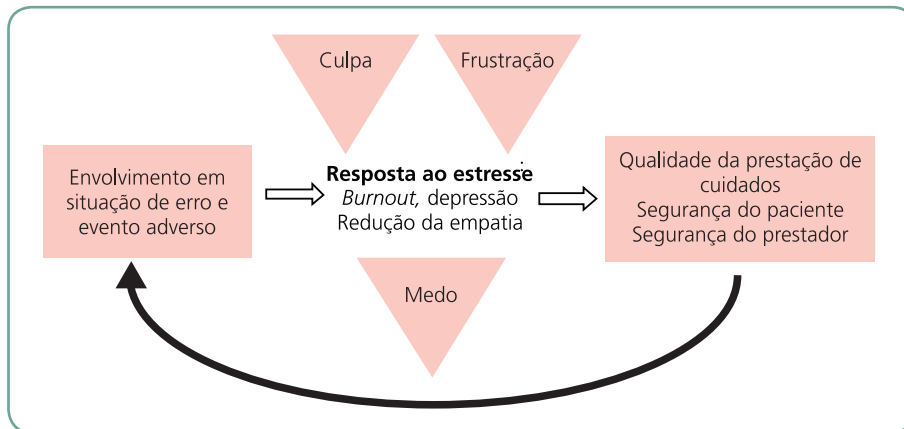 Culpa
Frustração
Envolvimento em
situação de erro e
evento adverso
Resposta ao estresse
Burnout, depressão
Redução da empatia
Qualidade da prestação de
cuidados
Segurança do paciente
Segurança do prestador
Medo